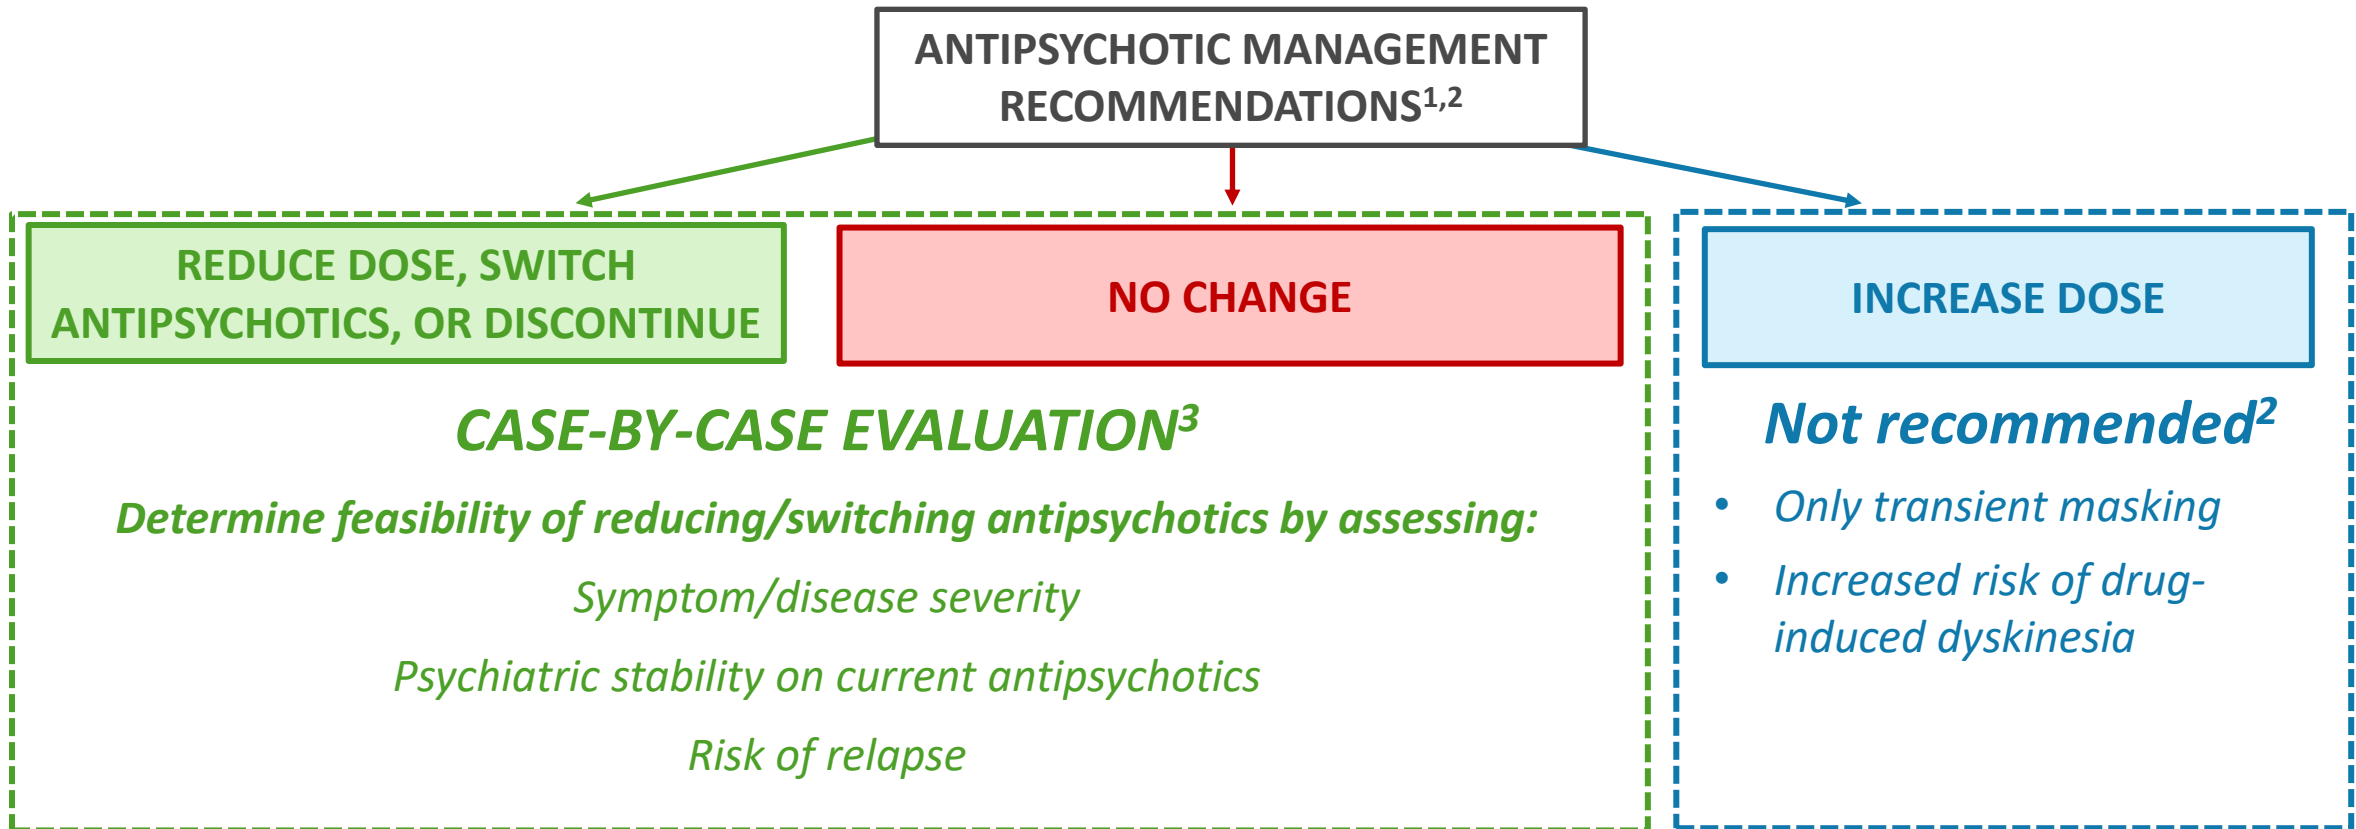 ANTIPSYCHOTIC MANAGEMENT
RECOMMENDATIONS1,2
REDUCE DOSE, SWITCH
ANTIPSYCHOTICS, OR DISCONTINUE
NO CHANGE
CASE-BY-CASE EVALUATION3
Determine feasibility of reducing/switching antipsychotics by assessing:
Symptom/disease severity
Psychiatric stability on current antipsychotics
Risk of relapse
INCREASE DOSE
Not recommended2
• Only transient masking
• Increased risk of drug-
induced dyskinesia